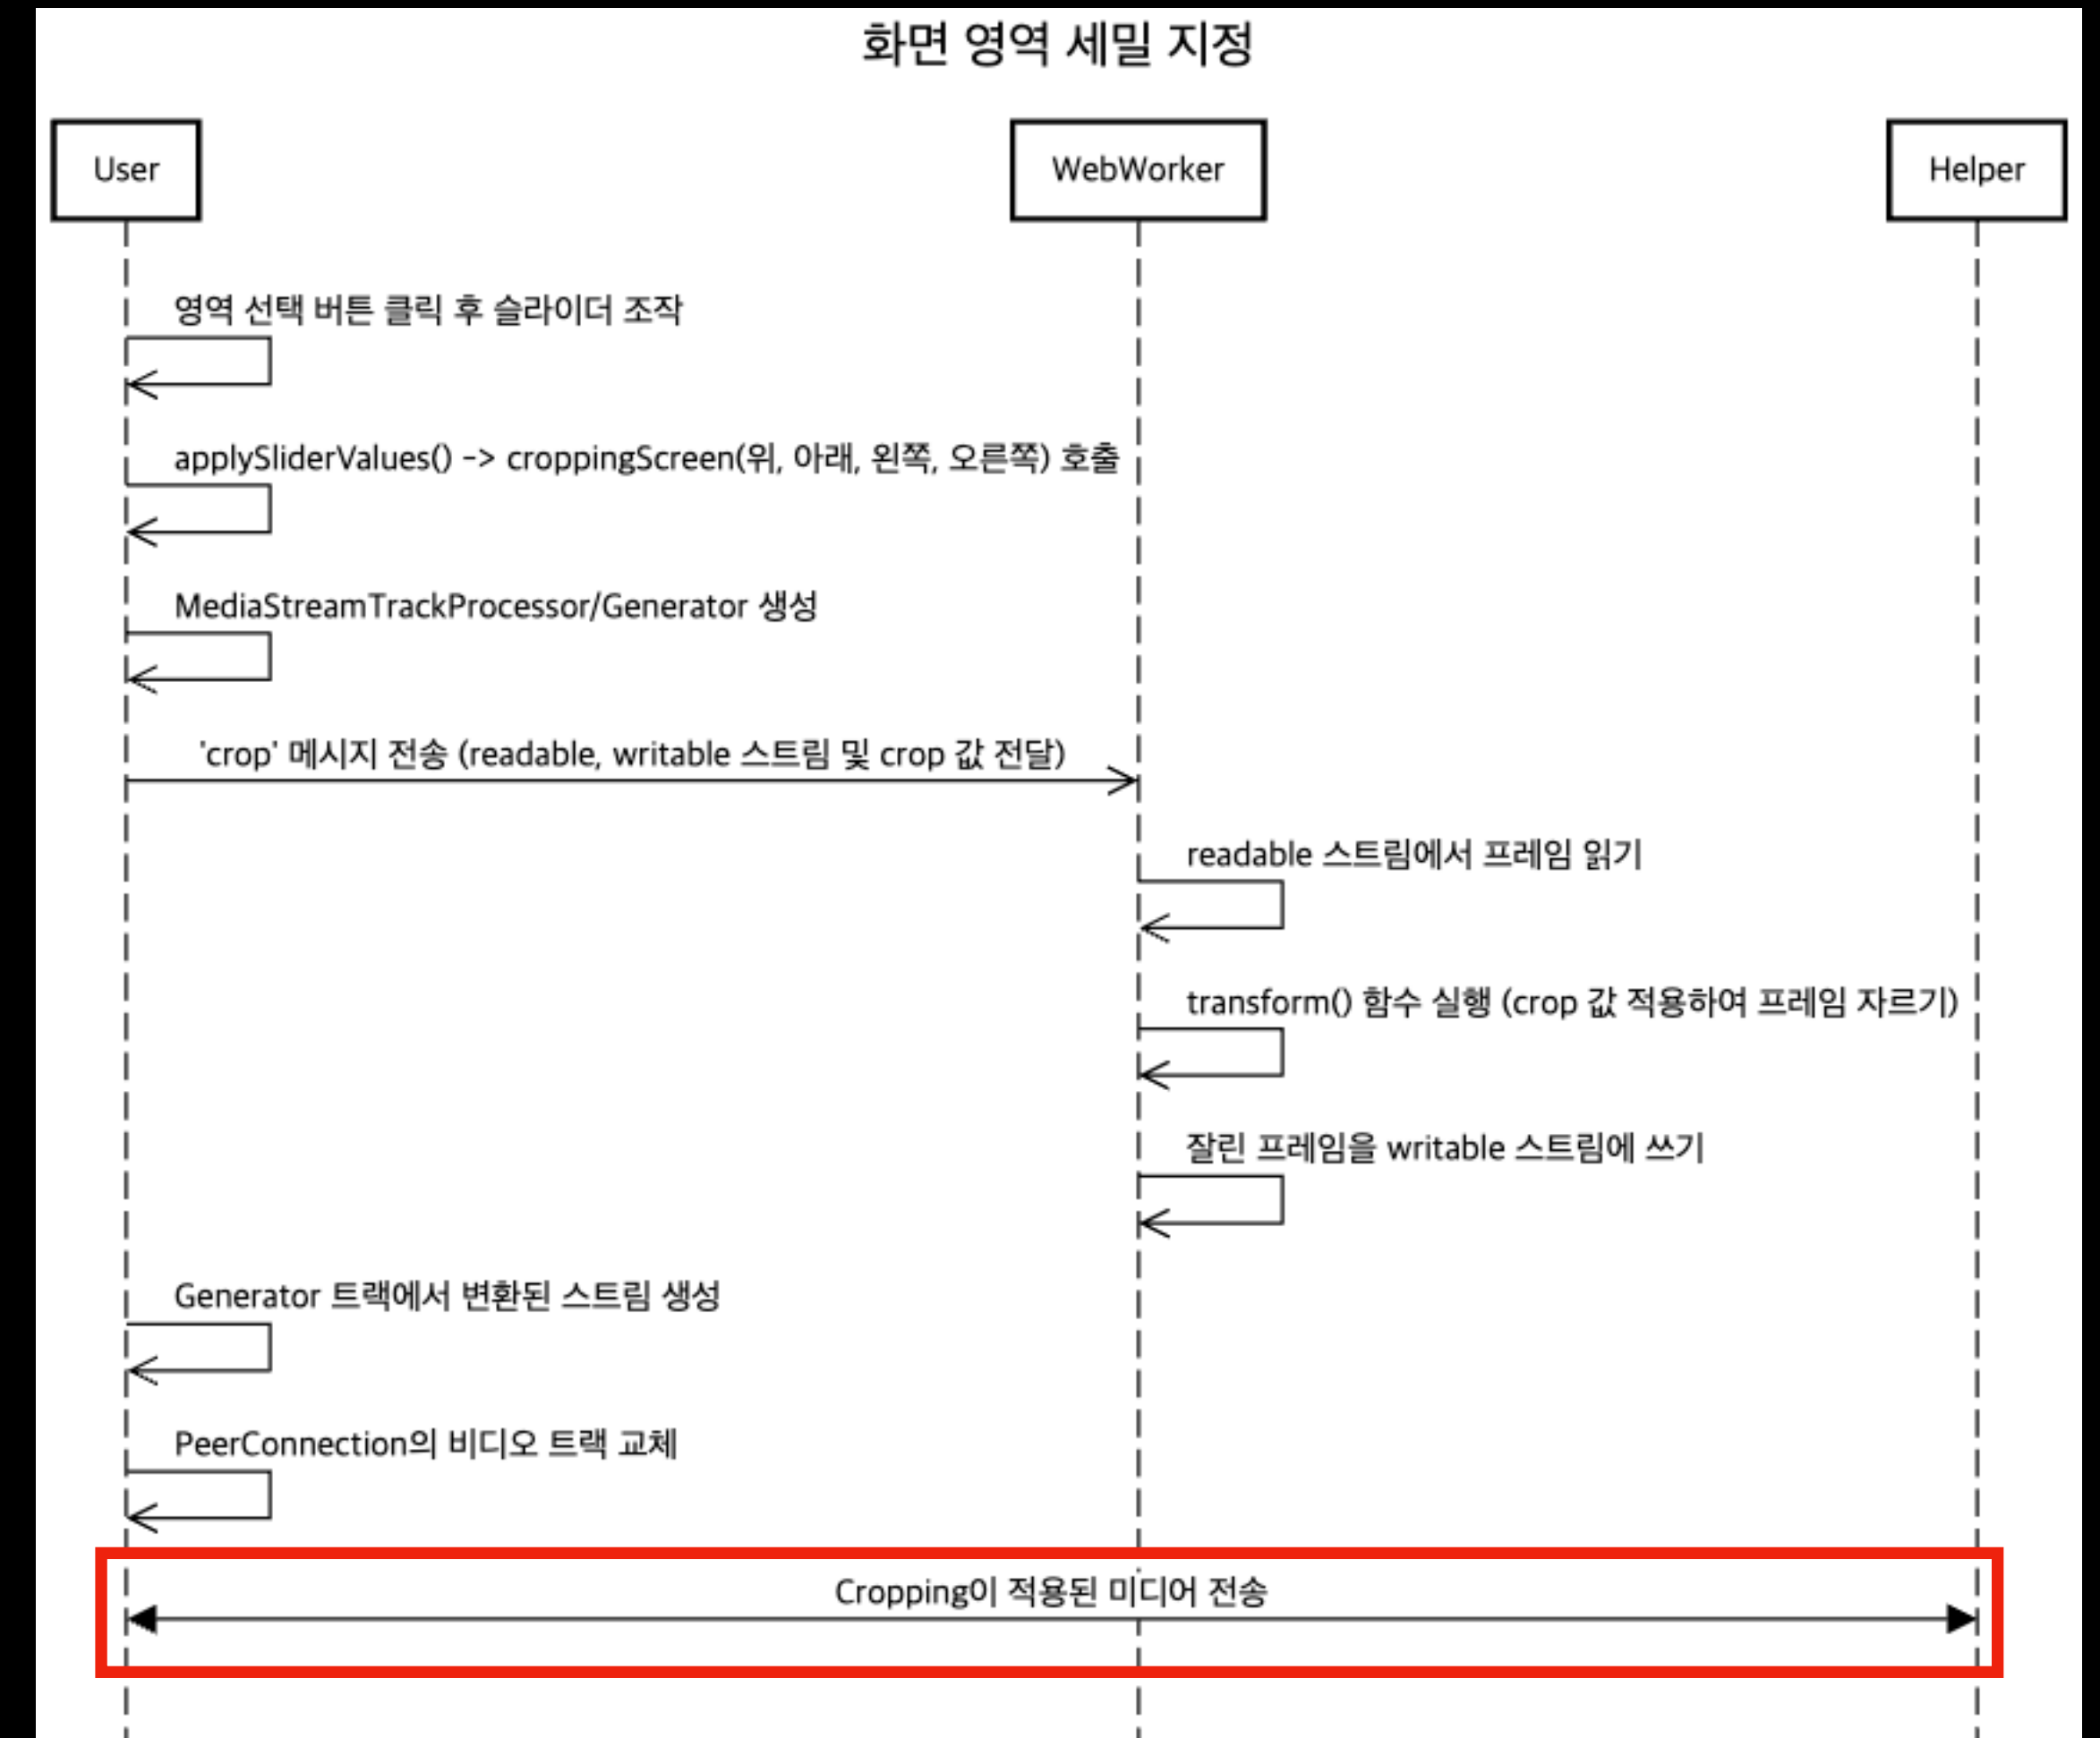 화면 영역 세밀 지정
User
WebWorker
Helper
영역 선택 버튼 클릭 후 슬라이더 조작
applySliderValues() -> croppingScreen(위, 아래, 왼쪽, 오른쪽) 호출
MediaStreamTrackProcessor/Generator 생성
'crop' 메시지 전송 (readable, writable 스트림 및 crop 값 전달)
readable 스트림에서 프레임 읽기
transform() 함수 실행 (crop 값 적용하여 프레임 자르기)
잘린 프레임을 writable 스트림에 쓰기
Generator 트랙에서 변환된 스트림 생성
PeerConnection의 비디오 트랙 교체
Cropping이 적용된 미디어 전송